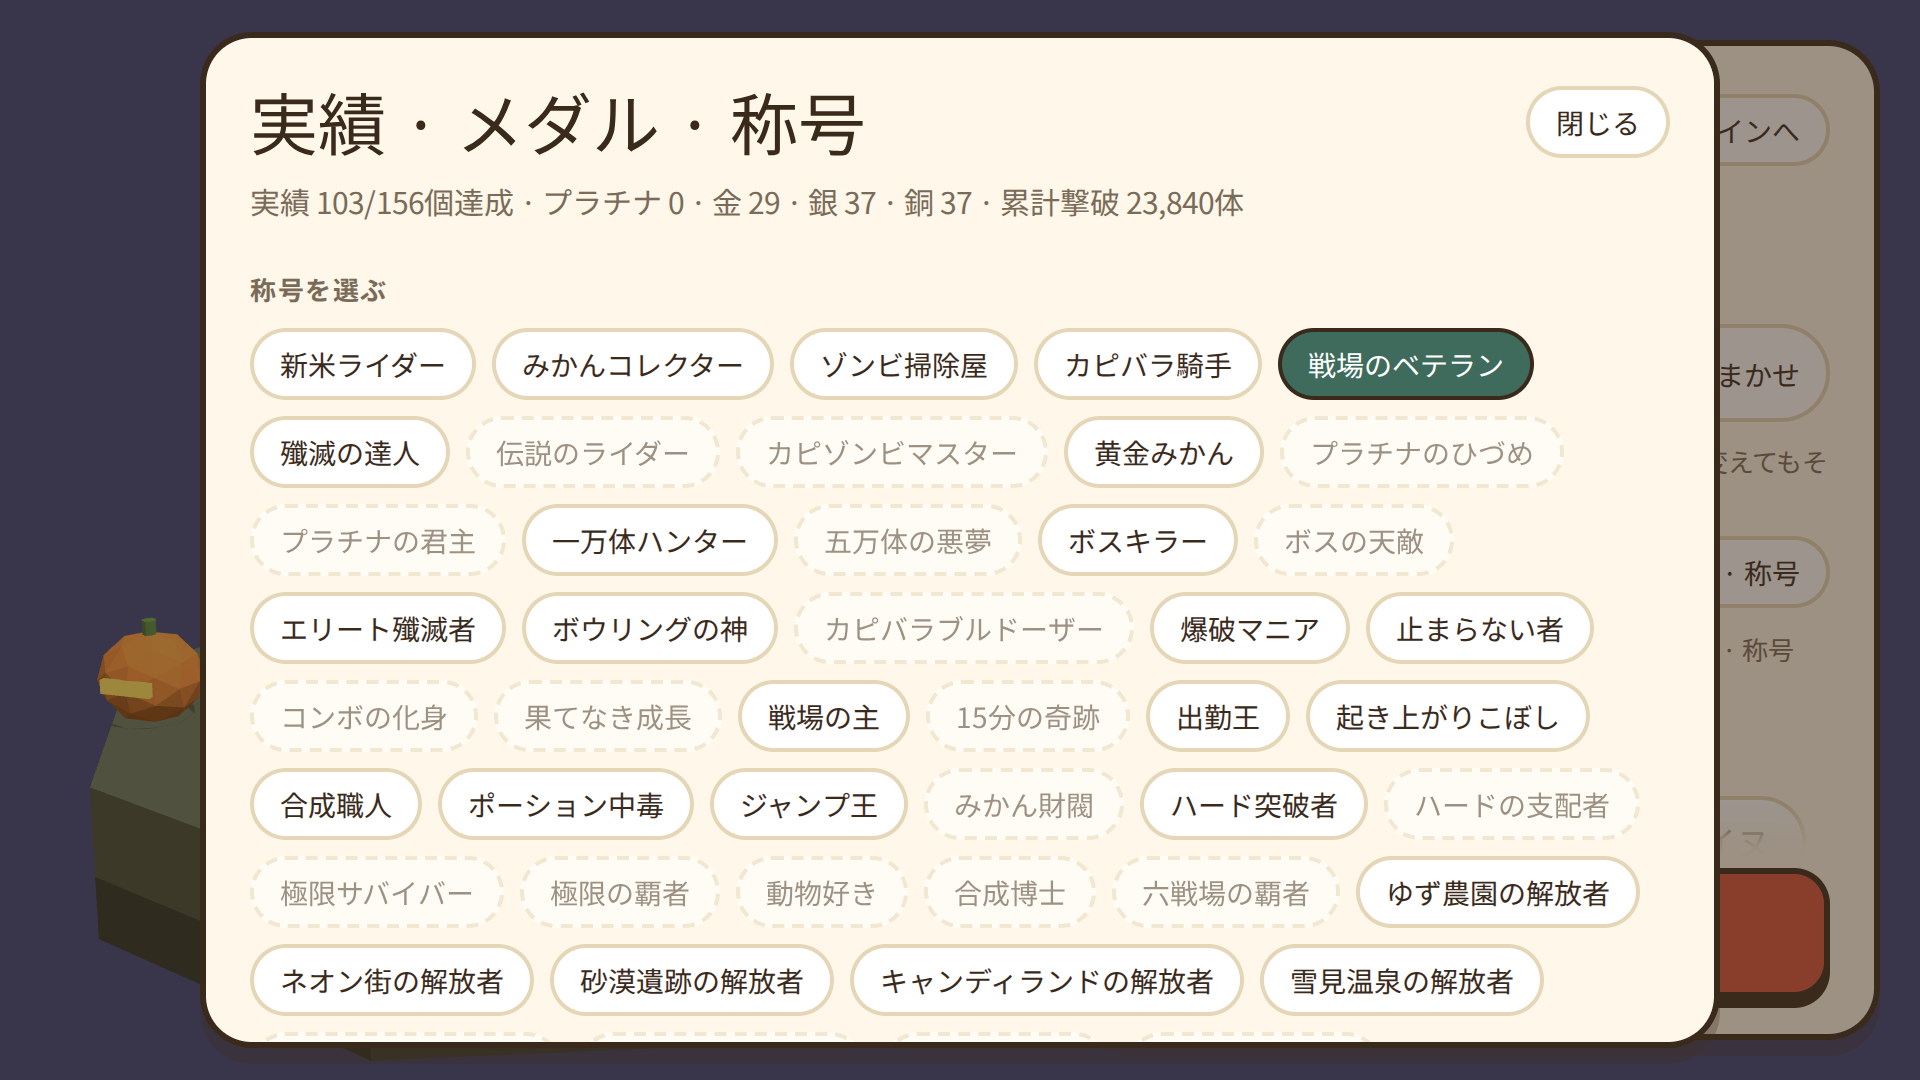 実績 · メダル · 称号
閉じる
実績 103/156個達成 · プラチナ 0 · 金 29 · 銀 37 · 銅 37 · 累計撃破 23,840体
称号を選ぶ
新米ライダー みかんコレクター ゾンビ掃除屋 カピバラ騎手 戦場のベテラン
殲滅の達人 伝説のライダー カピゾンビマスター 黄金みかん プラチナのひづめ
プラチナの君主 一万体ハンター 五万体の悪夢 ボスキラー ボスの天敵
エリート殲滅者 ボウリングの神 カピバラブルドーザー 爆破マニア 止まらない者
コンボの化身 果てなき成長 戦場の主 15分の奇跡 出勤王 起き上がりこぼし
合成職人 ポーション中毒 ジャンプ王 みかん財閥 ハード突破者 ハードの支配者
極限サバイバー 極限の覇者 動物好き 合成博士 六戦場の覇者 ゆず農園の解放者
ネオン街の解放者 砂漠遺跡の解放者 キャンディランドの解放者 雪見温泉の解放者
インへ
まかせ
えてもそ
· 称号
· 称号